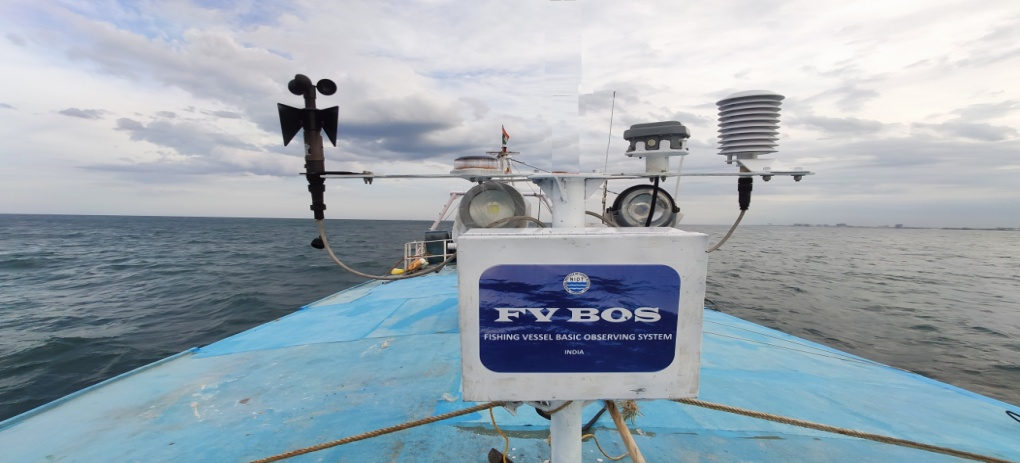 NIOT
FV BOS
FISHING VESSEL BASIC OBSERVING SYSTEM
INDIA